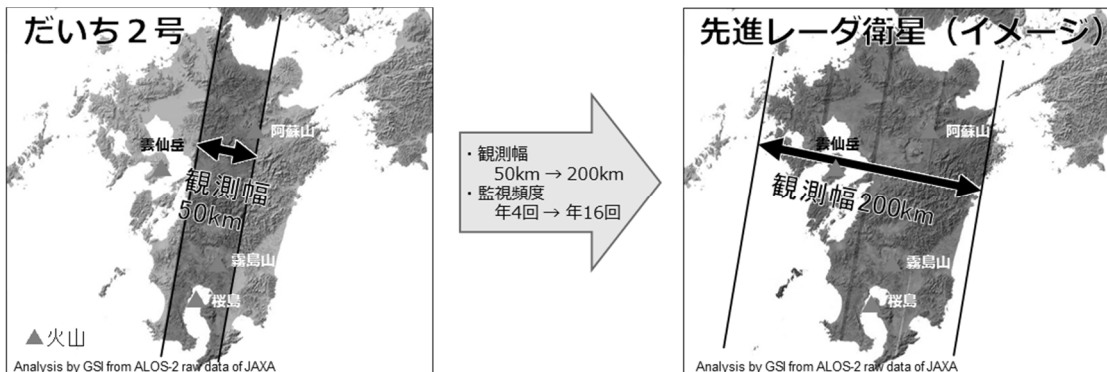 だいち２号
阿蘇山
雲仙岳
観測幅
50km
霧島山
桜島
▲火山
Analysis by GSI from ALOS-2 raw data of JAXA
・観測幅
50km → 200km
・監視頻度
年4回 → 年16回
先進レーダ衛星（イメージ）
阿蘇山
雲仙岳
観測幅200km
霧島山
桜島
Analysis by GSI from ALOS-2 raw data of JAXA